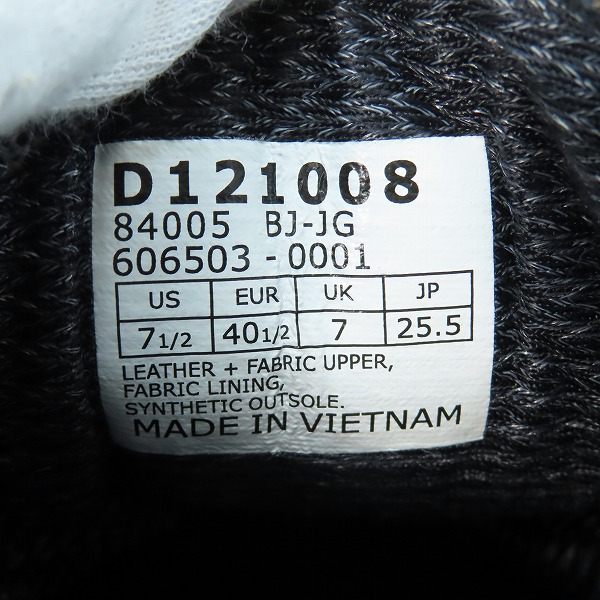 D121008
84005 BJ-JG
606503-0001
US EUR UK JP
7 1/2 40 1/2 7 25.5
LEATHER + FABRIC UPPER,
FABRIC LINING,
SYNTHETIC OUTSOLE.
MADE IN VIETNAM